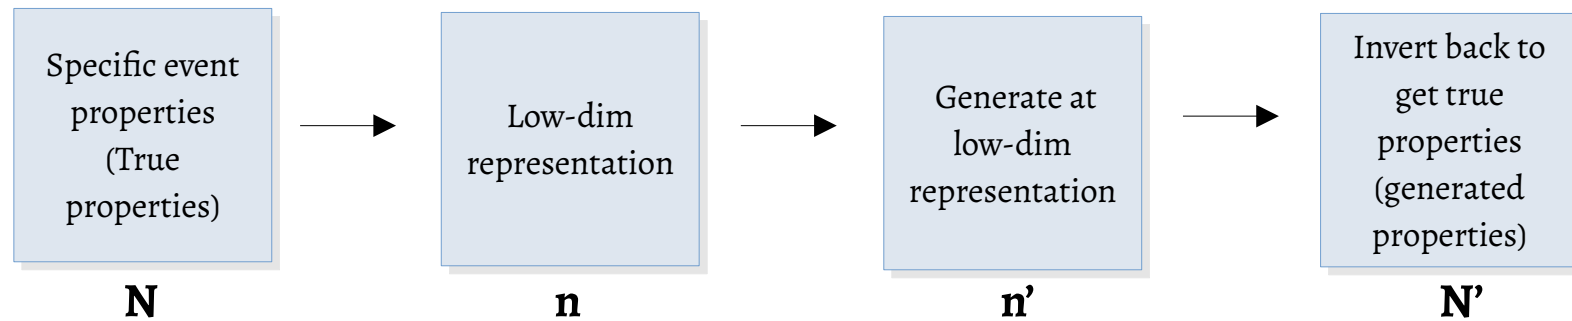 Specific event
properties
(True
properties)
N
Low-dim
representation
n
Generate at
low-dim
representation
n’
Invert back to
get true
properties
(generated
properties)
N’